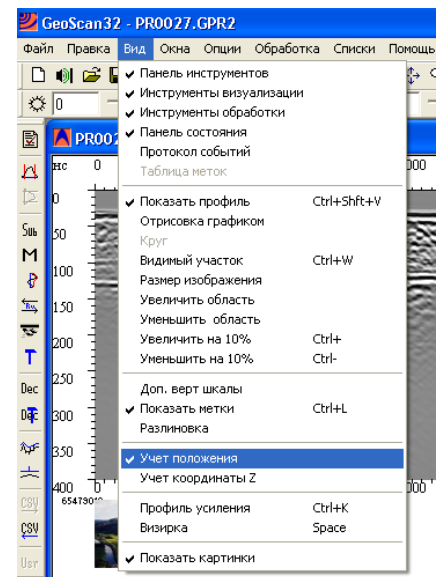 GeoScan32 - PR0027.GPR2
Файл Правка Вид Окна Опции Обработка Списки Помощь
Панель инструментов
Инструменты визуализации
0
Инструменты обработки
Панель состояния
Протокол событий
Таблица меток
нс 0
0
Показать профиль Ctrl+Shft+V
Отрисовка графиком
Sub 50
Круг
M
Видимый участок Ctrl+W
100
Размер изображения
Увеличить область
150
Уменьшить область
Увеличить на 10% Ctrl+
200
Уменьшить на 10% Ctrl-
T
250
Dec
Доп. верт шкалы
Показать метки Ctrl+L
300
Разлиновка
350
Учет положения
Учет координаты Z
400 0
CSV
Профиль усиления Ctrl+K
CSV
Визирка Space
Usr
Показать картинки